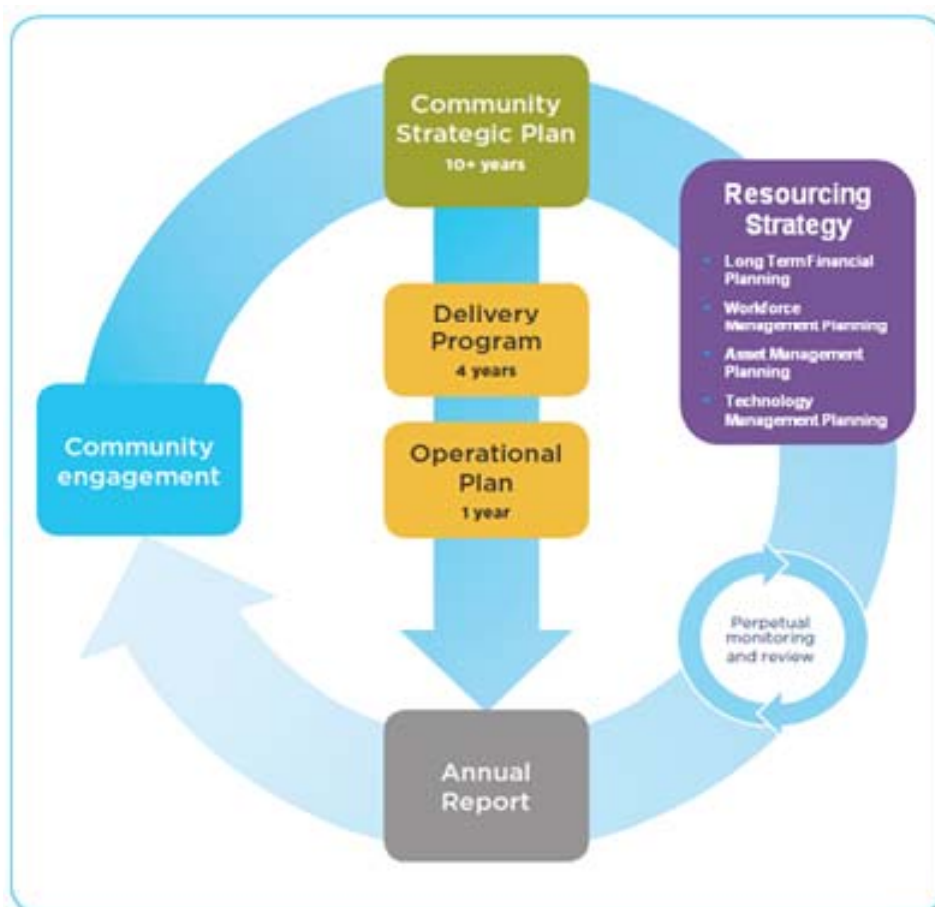 Community
Strategic Plan
10+ years
Resourcing
Strategy
Long Term Financial
Planning
Workforce
Management Planning
Asset Management
Planning
Technology
Management Planning
Delivery
Program
4 years
Community
engagement
Operational
Plan
1 year
Perpetual
monitoring
and review
Annual
Report